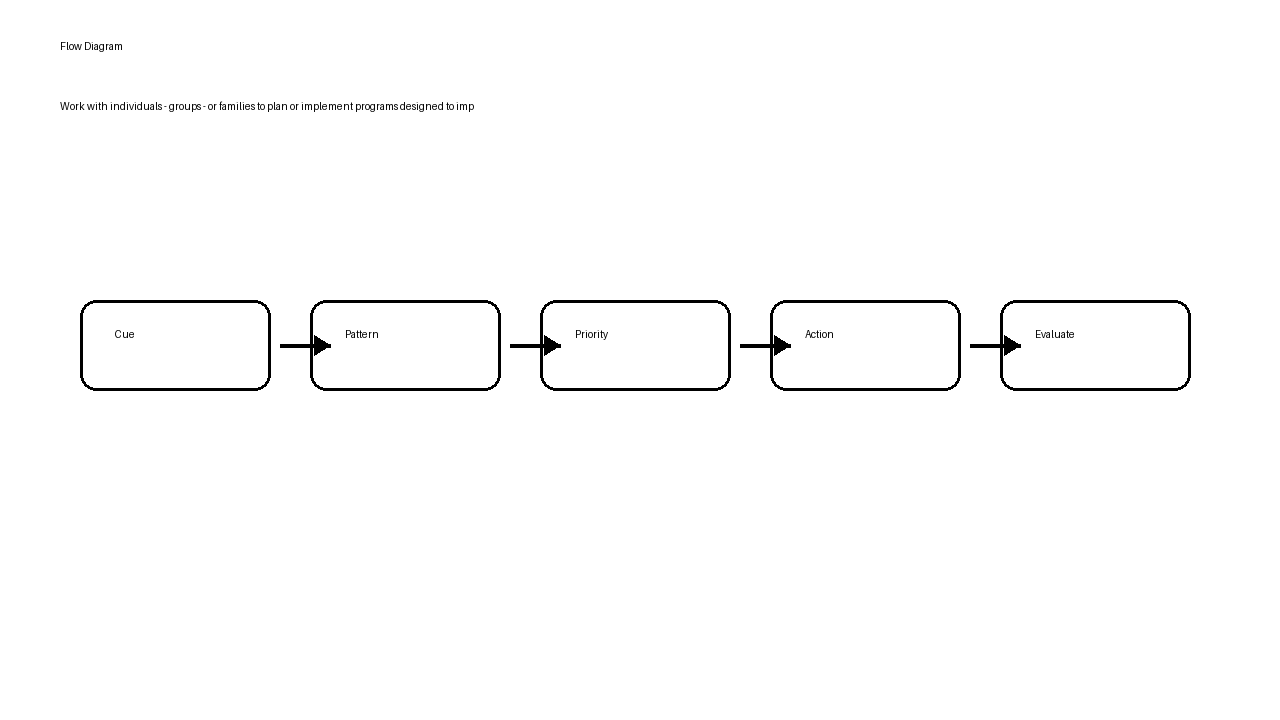 Flow Diagram
Work with individuals - groups - or families to plan or implement programs designed to imp
Cue
Pattern
Priority
Action
Evaluate